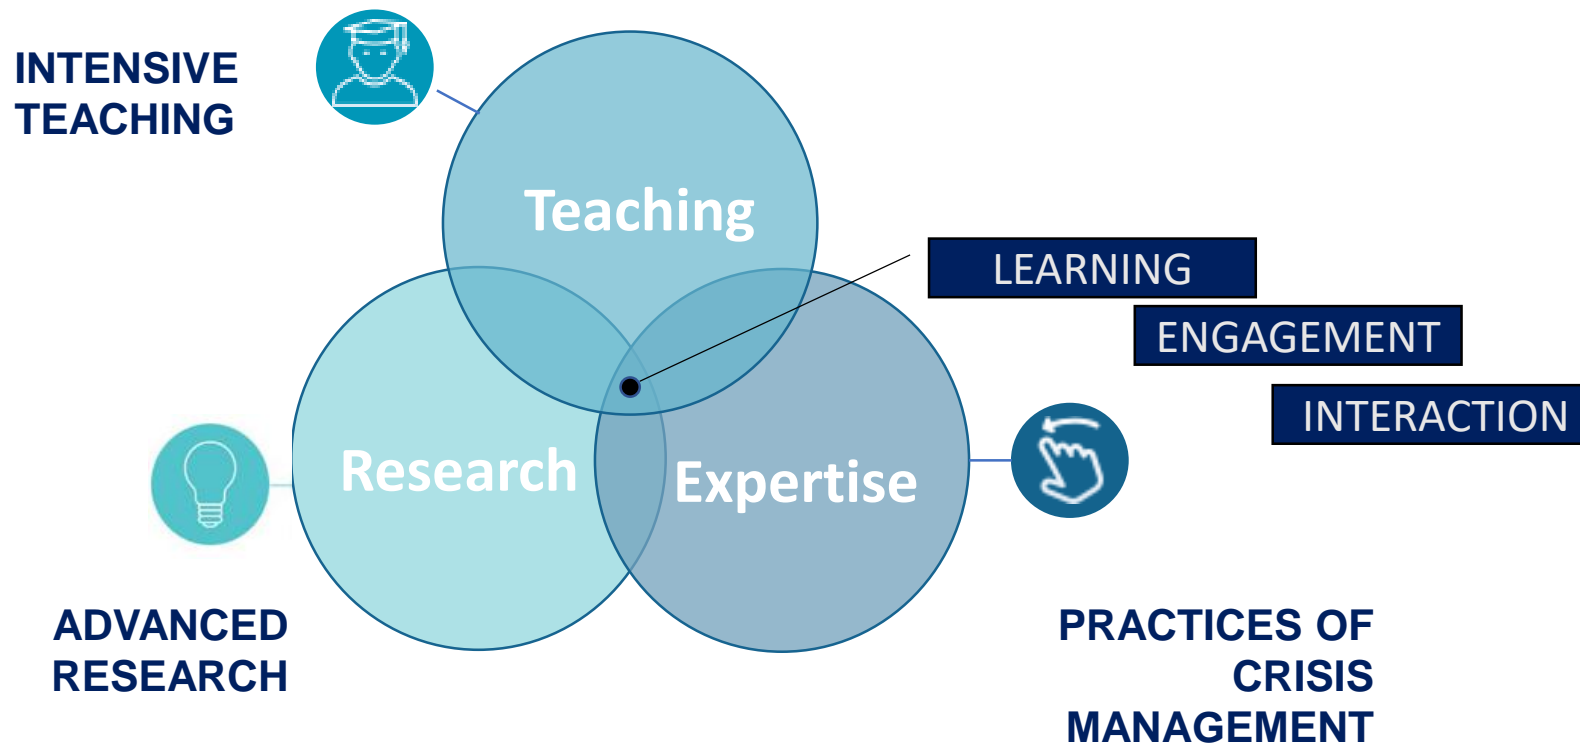 INTENSIVE
TEACHING
Teaching
LEARNING
ENGAGEMENT
INTERACTION
Research
Expertise
ADVANCED
RESEARCH
PRACTICES OF
CRISIS
MANAGEMENT